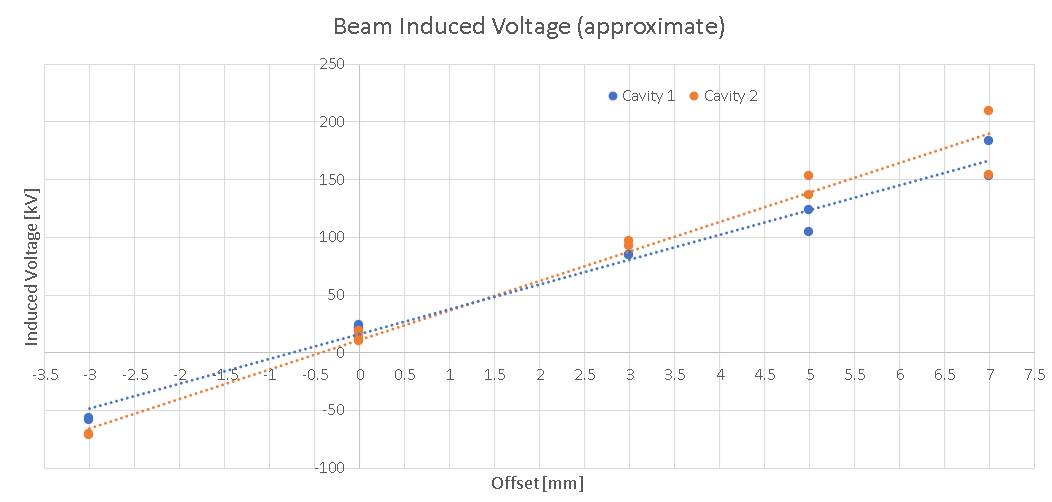 Beam Induced Voltage (approximate)
250
Cavity 1 Cavity 2
200
150
100
50
0
-3.5 -3 -2.5 -2 -1.5 -1 -0.5 0 0.5 1 1.5 2 2.5 3 3.5 4 4.5 5 5.5 6 6.5 7 7.5
-50
-100
Induced Voltage [kV]
Offset [mm]